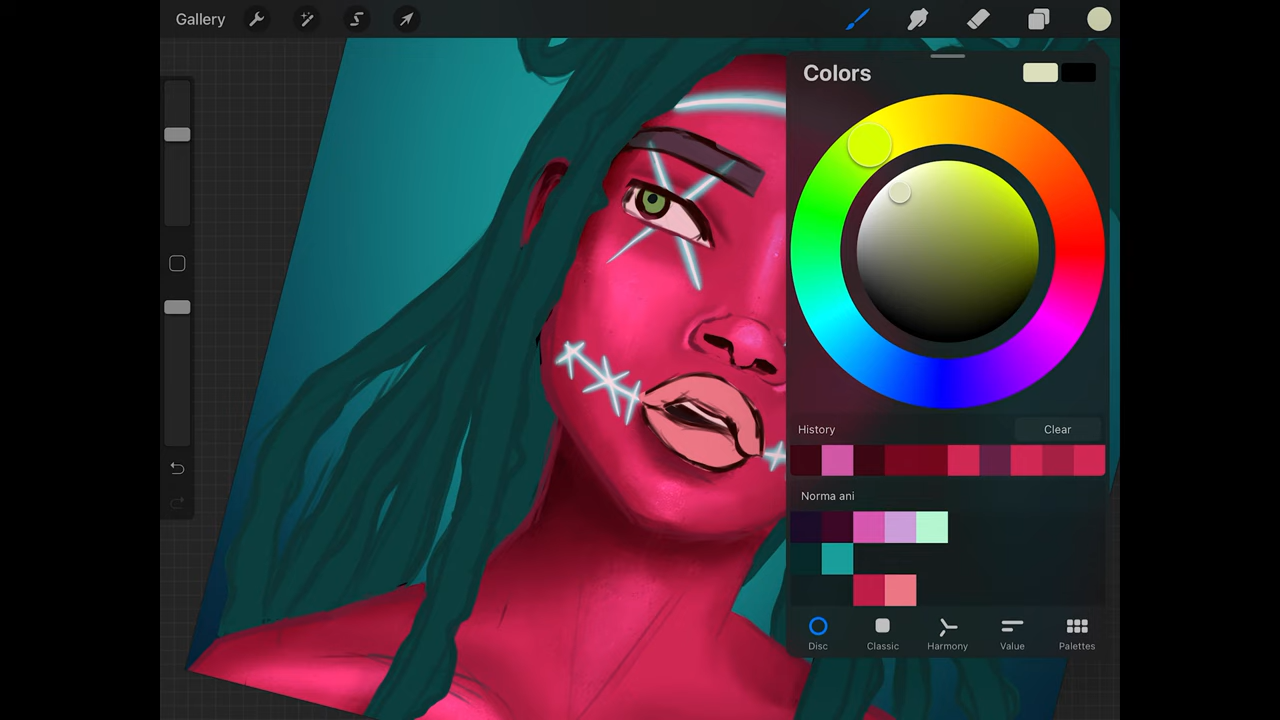 Gallery
Colors
History
Clear
Norma ani
Disc
Classic
Harmony
Value
Palettes